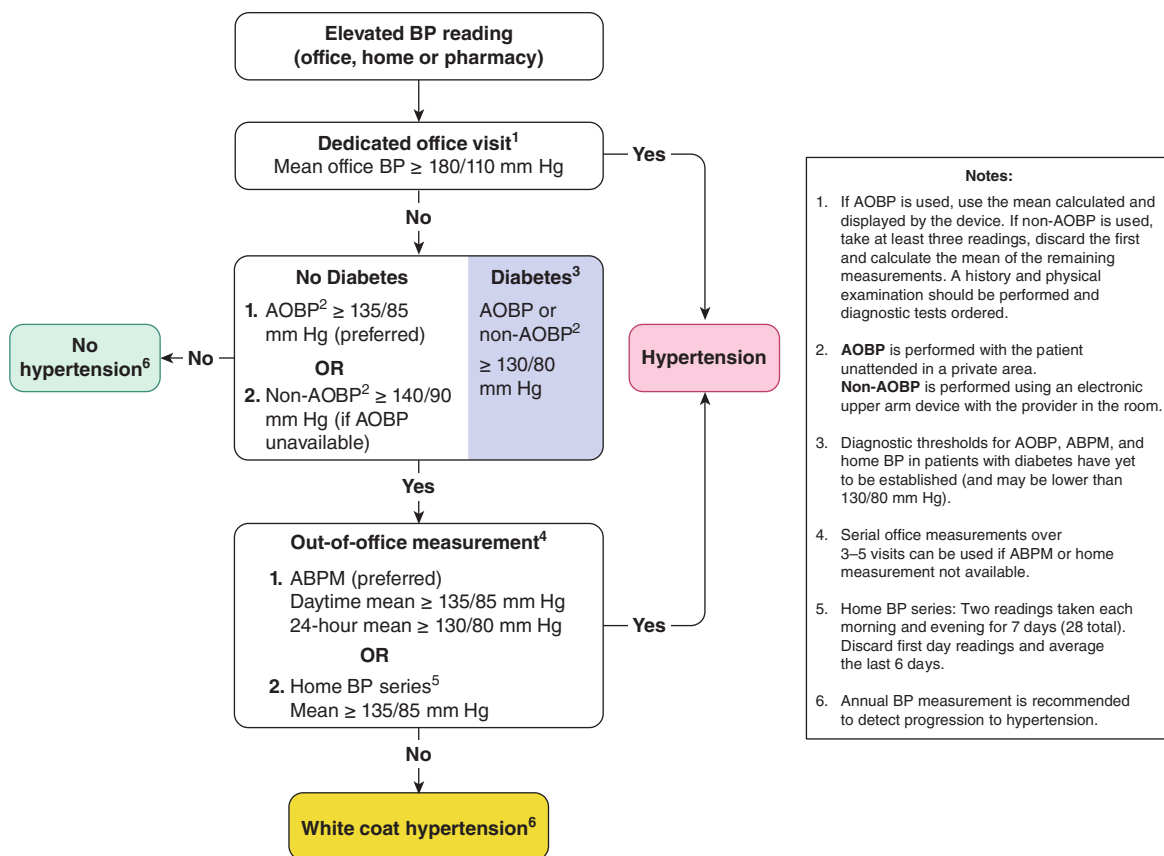 Elevated BP reading
(office, home or pharmacy)
Dedicated office visit1
Mean office BP ≥ 180/110 mm Hg
Yes
No
No Diabetes
1. AOBP2 ≥ 135/85
mm Hg (preferred)
OR
2. Non-AOBP2 ≥ 140/90
mm Hg (if AOBP
unavailable)
Diabetes3
AOBP or
non-AOBP2
≥ 130/80
mm Hg
No
No
hypertension6
Hypertension
Yes
Out-of-office measurement4
1. ABPM (preferred)
Daytime mean ≥ 135/85 mm Hg
24-hour mean ≥ 130/80 mm Hg
OR
2. Home BP series5
Mean ≥ 135/85 mm Hg
Yes
No
White coat hypertension6
Notes:
1. If AOBP is used, use the mean calculated and
displayed by the device. If non-AOBP is used,
take at least three readings, discard the first
and calculate the mean of the remaining
measurements. A history and physical
examination should be performed and
diagnostic tests ordered.
2. AOBP is performed with the patient
unattended in a private area.
Non-AOBP is performed using an electronic
upper arm device with the provider in the room.
3. Diagnostic thresholds for AOBP, ABPM, and
home BP in patients with diabetes have yet
to be established (and may be lower than
130/80 mm Hg).
4. Serial office measurements over
3–5 visits can be used if ABPM or home
measurement not available.
5. Home BP series: Two readings taken each
morning and evening for 7 days (28 total).
Discard first day readings and average
the last 6 days.
6. Annual BP measurement is recommended
to detect progression to hypertension.